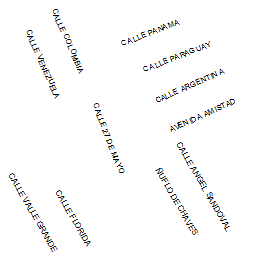 CALLE COLOMBIA
CALLE VENEZUELA
CALLE PANAMA
CALLE PARAGUAY
CALLE ARGENTINA
AVENIDA AMISTAD
CALLE 27 DE MAYO
CALLE ANGEL SANDOVAL
ÑUFLO DE CHAVES
CALLE VALLE GRANDE
CALLE FLORIDA